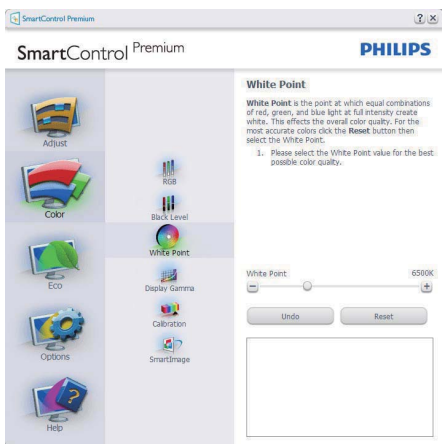 SmartControl Premium
SmartControl Premium
PHILIPS
Adjust
Color
Eco
Options
Help
RGB
Black Level
White Point
Display Gamma
Calibration
SmartImage
White Point
White Point is the point at which equal combinations
of red, green, and blue light at full intensity create
white. This effects the overall color quality. For the
most accurate colors click the Reset button then
select the White Point.
1. Please select the White Point value for the best
possible color quality.
White Point 6500K
Undo Reset